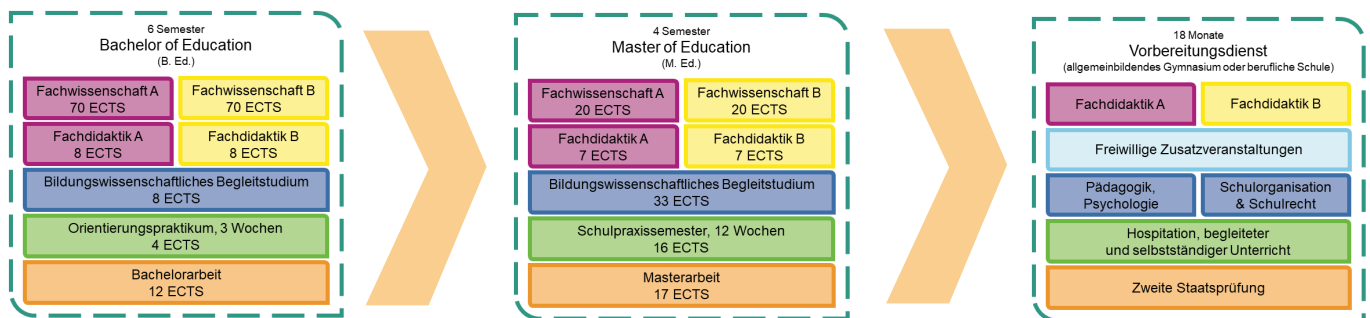 6 Semester
Bachelor of Education
(B. Ed.)
Fachwissenschaft A
70 ECTS
Fachwissenschaft B
70 ECTS
Fachdidaktik A
8 ECTS
Fachdidaktik B
8 ECTS
Bildungswissenschaftliches Begleitstudium
8 ECTS
Orientierungspraktikum, 3 Wochen
4 ECTS
Bachelorarbeit
12 ECTS
4 Semester
Master of Education
(M. Ed.)
Fachwissenschaft A
20 ECTS
Fachwissenschaft B
20 ECTS
Fachdidaktik A
7 ECTS
Fachdidaktik B
7 ECTS
Bildungswissenschaftliches Begleitstudium
33 ECTS
Schulpraxissemester, 12 Wochen
16 ECTS
Masterarbeit
17 ECTS
18 Monate
Vorbereitungsdienst
(allgemeinbildendes Gymnasium oder berufliche Schule)
Fachdidaktik A
Fachdidaktik B
Freiwillige Zusatzveranstaltungen
Pädagogik,
Psychologie
Schulorganisation
& Schulrecht
Hospitation, begleiteter
und selbstständiger Unterricht
Zweite Staatsprüfung